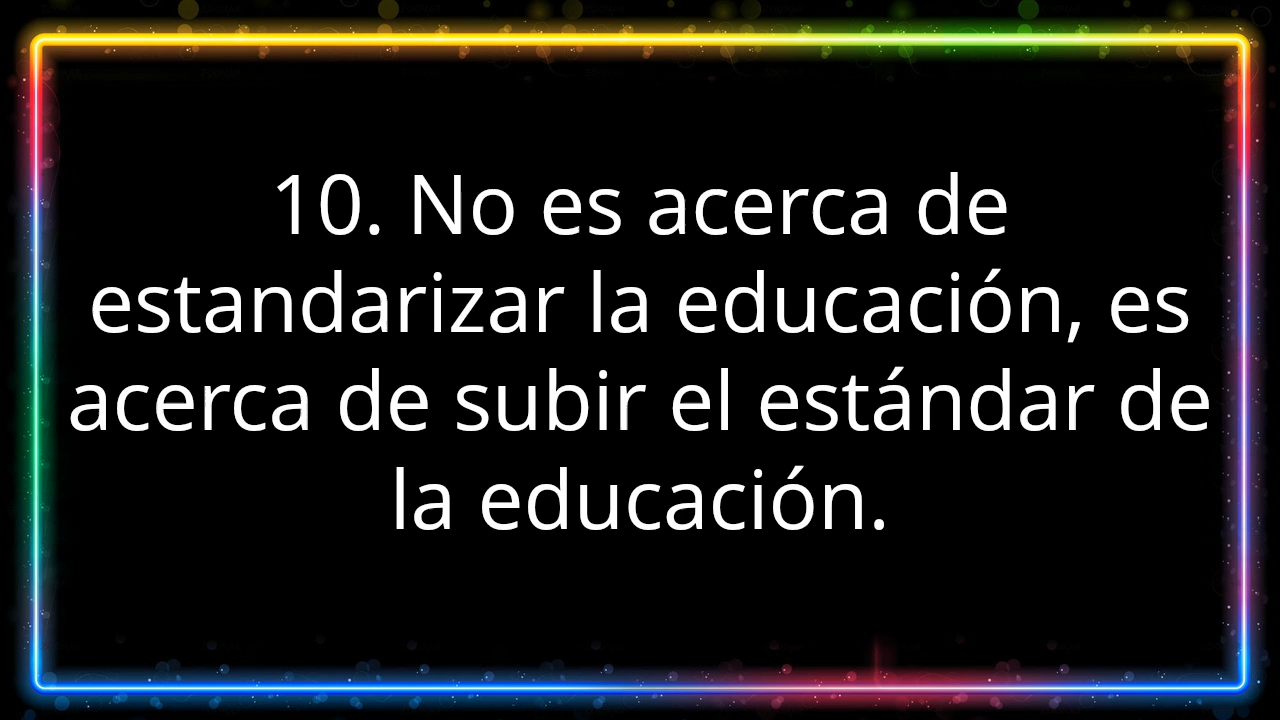 10. No es acerca de
estandarizar la educación, es
acerca de subir el estándar de
la educación.